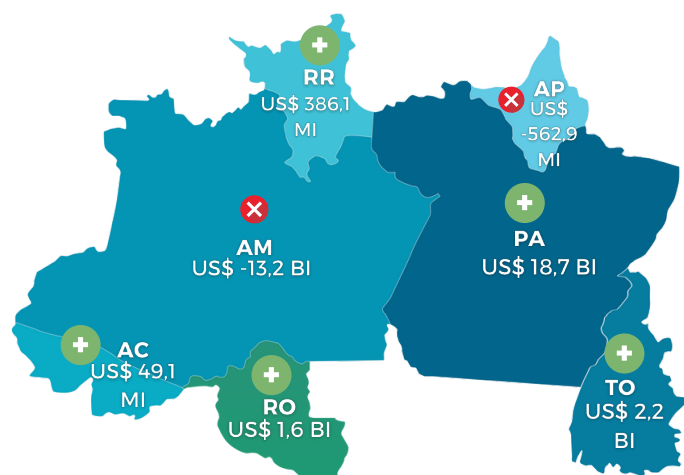 RR
US$ 386,1
MI
AP
US$
-562,9
MI
AM
US$ -13,2 BI
PA
US$ 18,7 BI
AC
US$ 49,1
MI
RO
US$ 1,6 BI
TO
US$ 2,2
BI